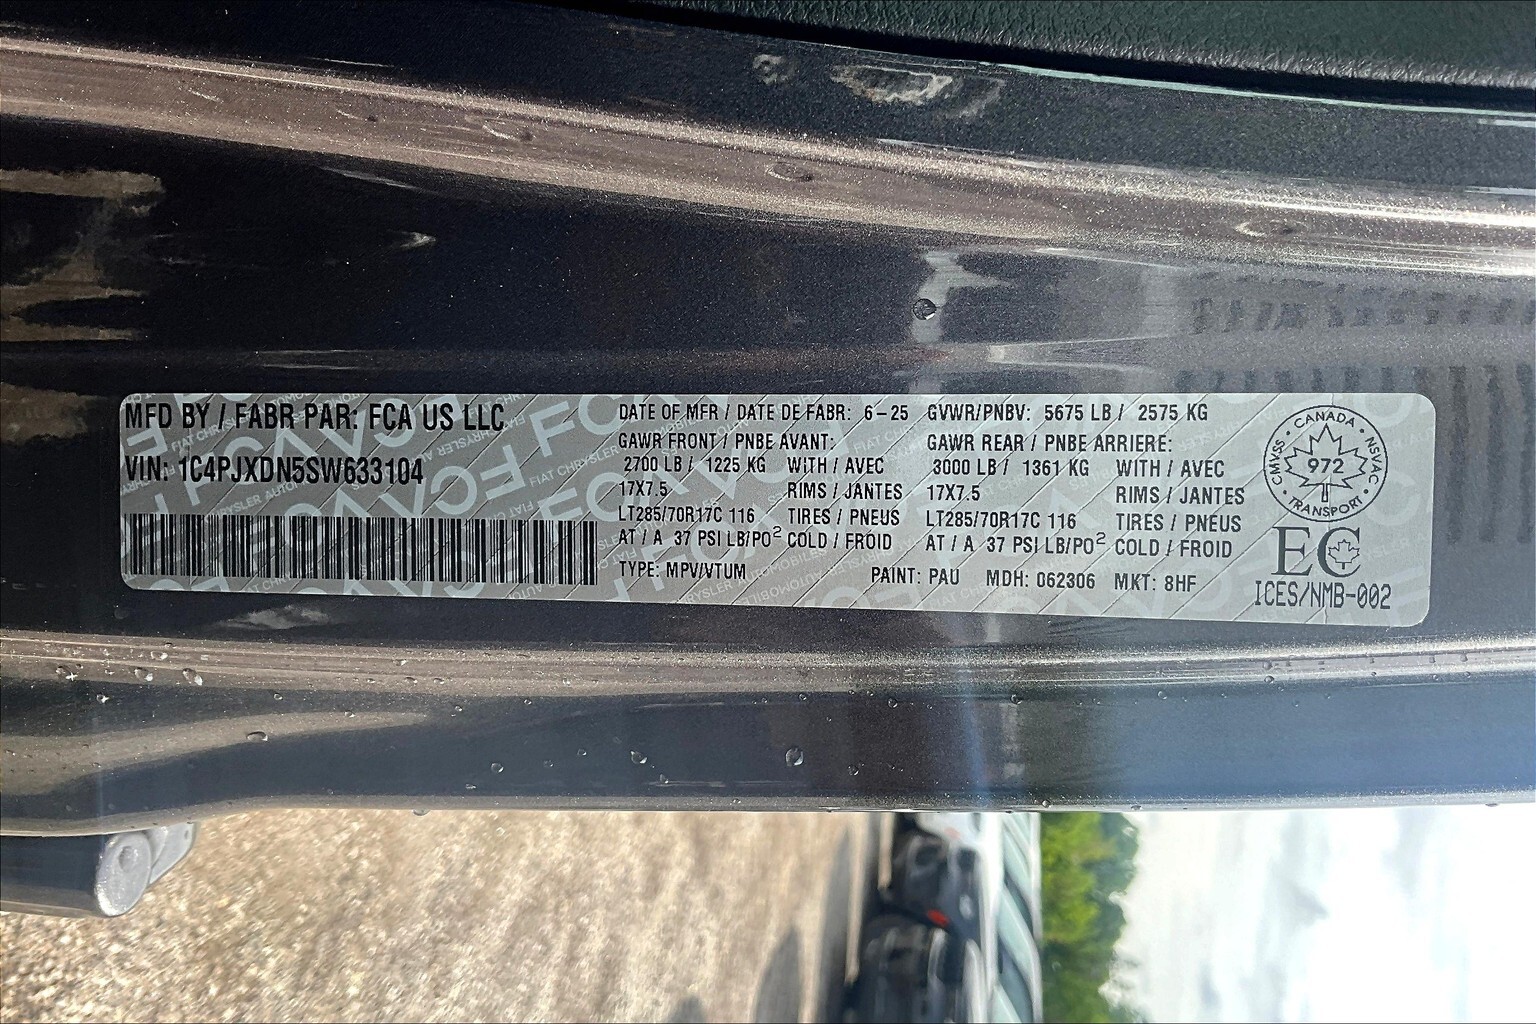 MFD BY / FABR PAR: FCA US LLC
VIN: 1C4PJXDN5SW633104
DATE OF MFR / DATE DE FABR: 6-25 GVWR/PNBV: 5675 LB / 2575 KG
GAWR FRONT / PNBE AVANT: GAWR REAR / PNBE ARRIERE:
2700 LB / 1225 KG WITH / AVEC 3000 LB / 1361 KG WITH / AVEC
17X7.5 RIMS / JANTES 17X7.5 RIMS / JANTES
LT285/70R17C 116 TIRES / PNEUS LT285/70R17C 116 TIRES / PNEUS
AT / A 37 PSI LB/PO² COLD / FROID AT / A 37 PSI LB/PO² COLD / FROID
TYPE: MPV/VTUM PAINT: PAU MDH: 062306 MKT: 8HF
CANADA
CMVSS 972 NSVAC
TRANSPORT
EC
ICES/NMB-002